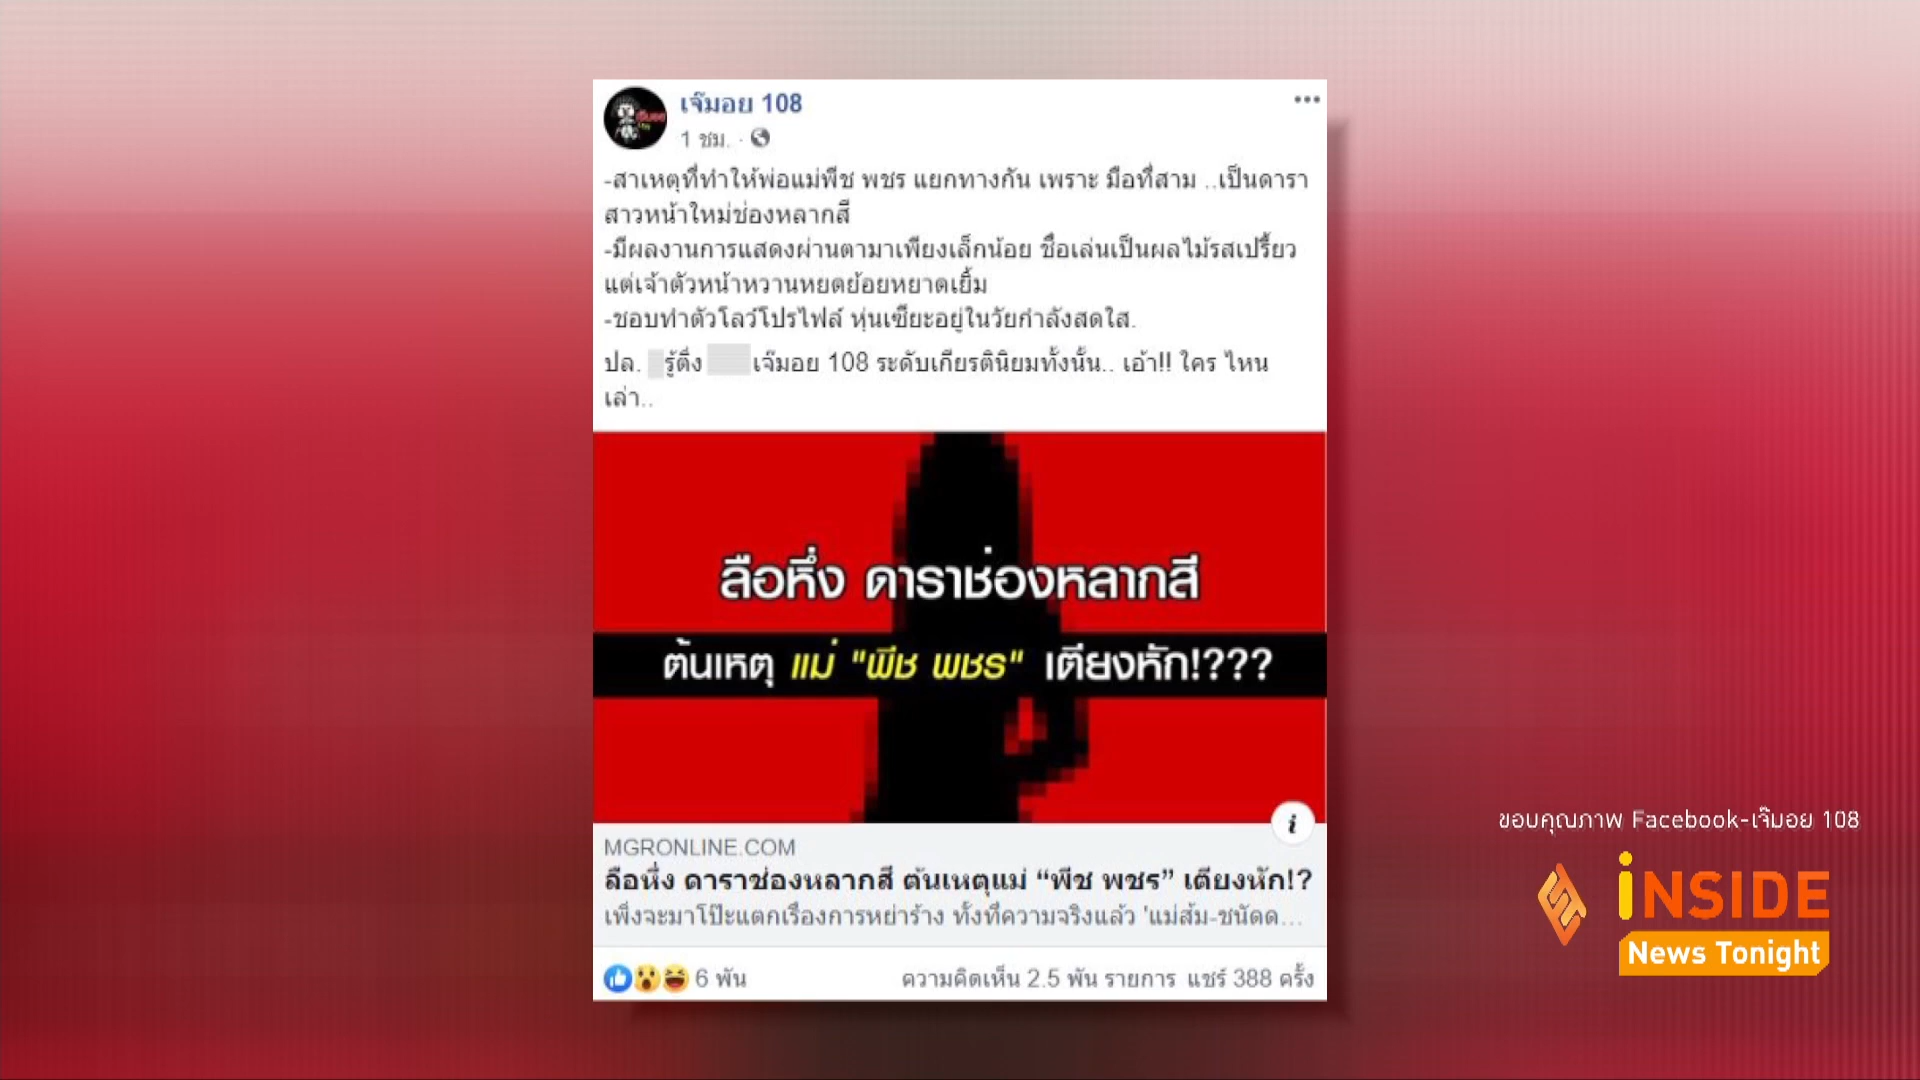 เจ๊มอย 108
1 ชม. ·
-สาเหตุที่ทำให้พ่อแม่พีช พชร แยกทางกัน เพราะ มือที่สาม ..เป็นดารา
สาวหน้าใหม่ช่องหลากสี
-มีผลงานการแสดงผ่านตามาเพียงเล็กน้อย ชื่อเล่นเป็นผลไม้รสเปรี้ยว
แต่เจ้าตัวหน้าหวานหยดย้อยหยาดเยิ้ม
-ชอบทำตัวโลว์โปรไฟล์ หุ่นเซี๊ยะอยู่ในวัยกำลังสดใส.
ปล. รู้ดิ่ง เจ๊มอย 108 ระดับเกียรตินิยมทั้งนั้น.. เอ้า!! ใคร ไหน
เล่า..
ลือหึ่ง ดาราช่องหลากสี
ต้นเหตุ แม่ "พีช พชร" เตียงหัก!???
MGRONLINE.COM
ลือหึ่ง ดาราช่องหลากสี ต้นเหตุแม่ “พีช พชร” เตียงหัก!?
เพิ่งจะมาโป๊ะแตกเรื่องการหย่าร้าง ทั้งที่ความจริงแล้ว 'แม่ส้ม-ชนัดด...
6 พัน ความคิดเห็น 2.5 พัน รายการ แชร์ 388 ครั้ง
ขอบคุณภาพ Facebook-เจ๊มอย 108
iNSIDE
News Tonight